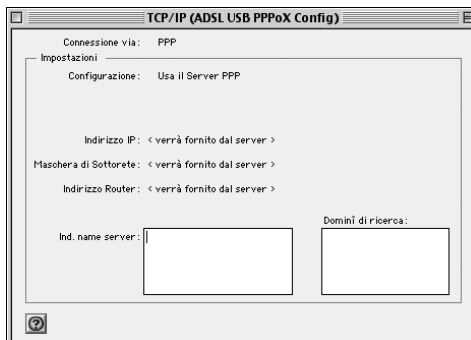 TCP/IP (ADSL USB PPPoX Config)
Connessione via: PPP
Impostazioni
Configurazione: Usa il Server PPP
Indirizzo IP: < verrà fornito dal server >
Maschera di Sottorete: < verrà fornito dal server >
Indirizzo Router: < verrà fornito dal server >
Dominî di ricerca:
Ind. name server:
?